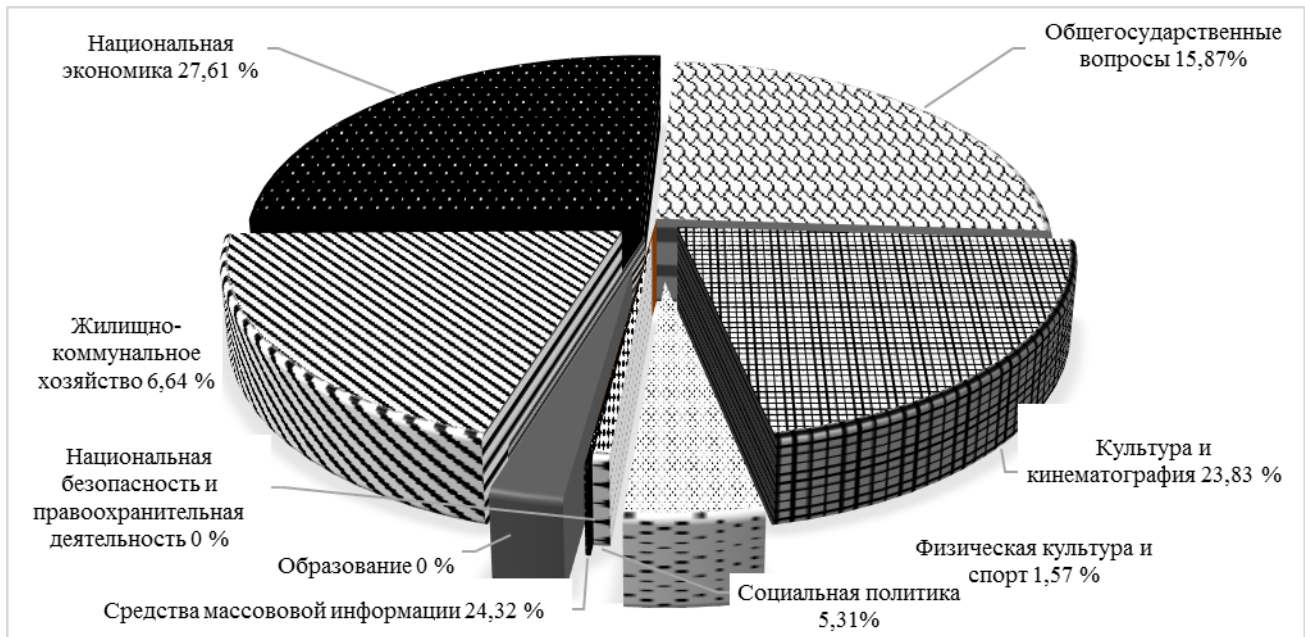 Национальная
экономика 27,61 %
Общегосударственные
вопросы 15,87%
Жилищно-
коммунальное
хозяйство 6,64 %
Национальная
безопасность и
правоохранительная
деятельность 0 %
Образование 0 %
Средства массововой информации 24,32 %
Социальная политика
5,31%
Физическая культура и
спорт 1,57 %
Культура и
кинематография 23,83 %